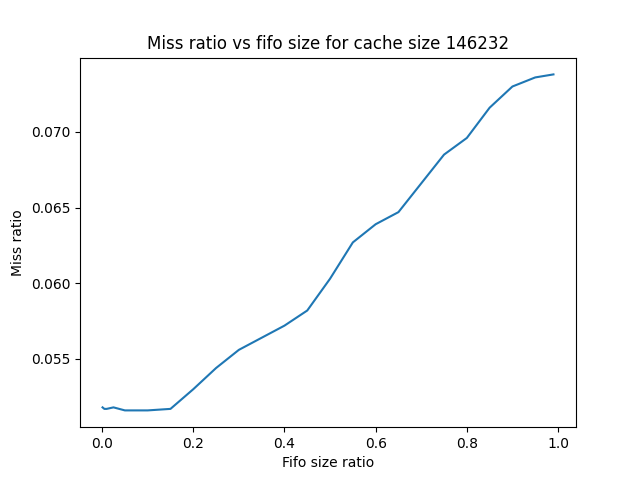 Miss ratio vs fifo size for cache size 146232
0.070
0.065
0.060
0.055
Miss ratio
0.0 0.2 0.4 0.6 0.8 1.0
Fifo size ratio